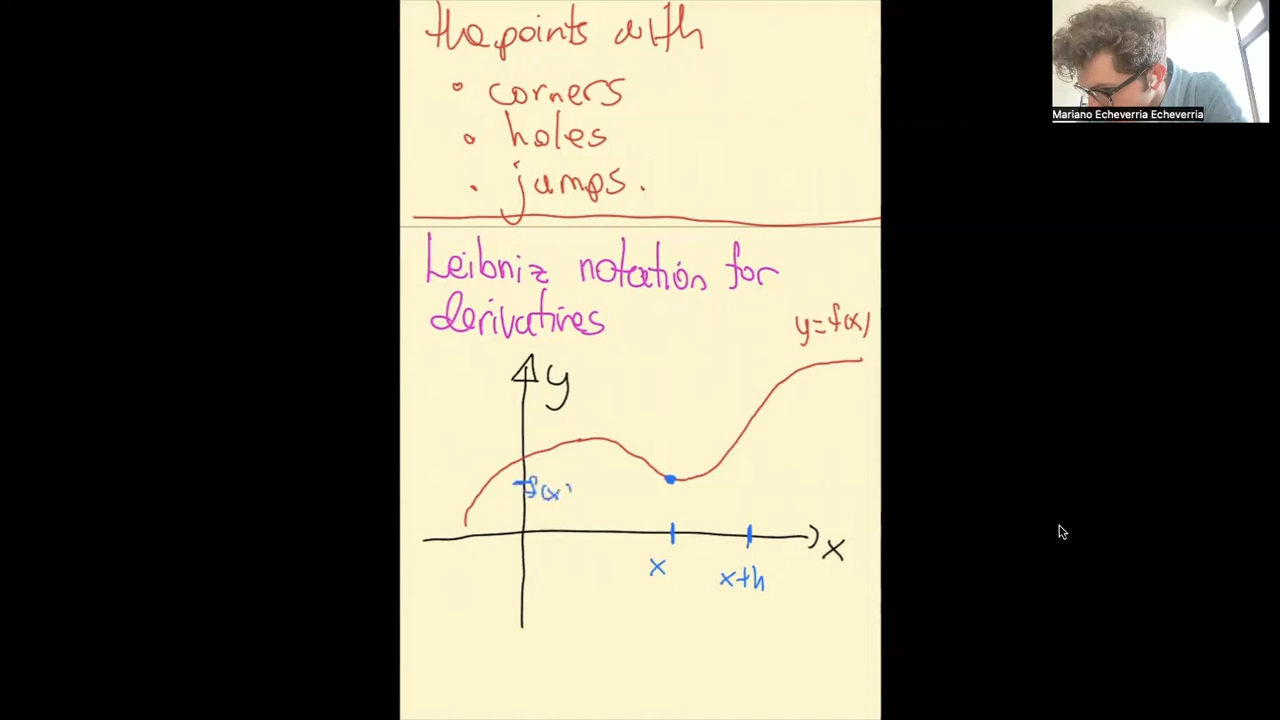 the points with
• corners
• holes
• jumps.
Leibniz notation for
derivatives
y=f(x)
y
f(x)
x
x
x+h
Mariano Echeverria Echeverria